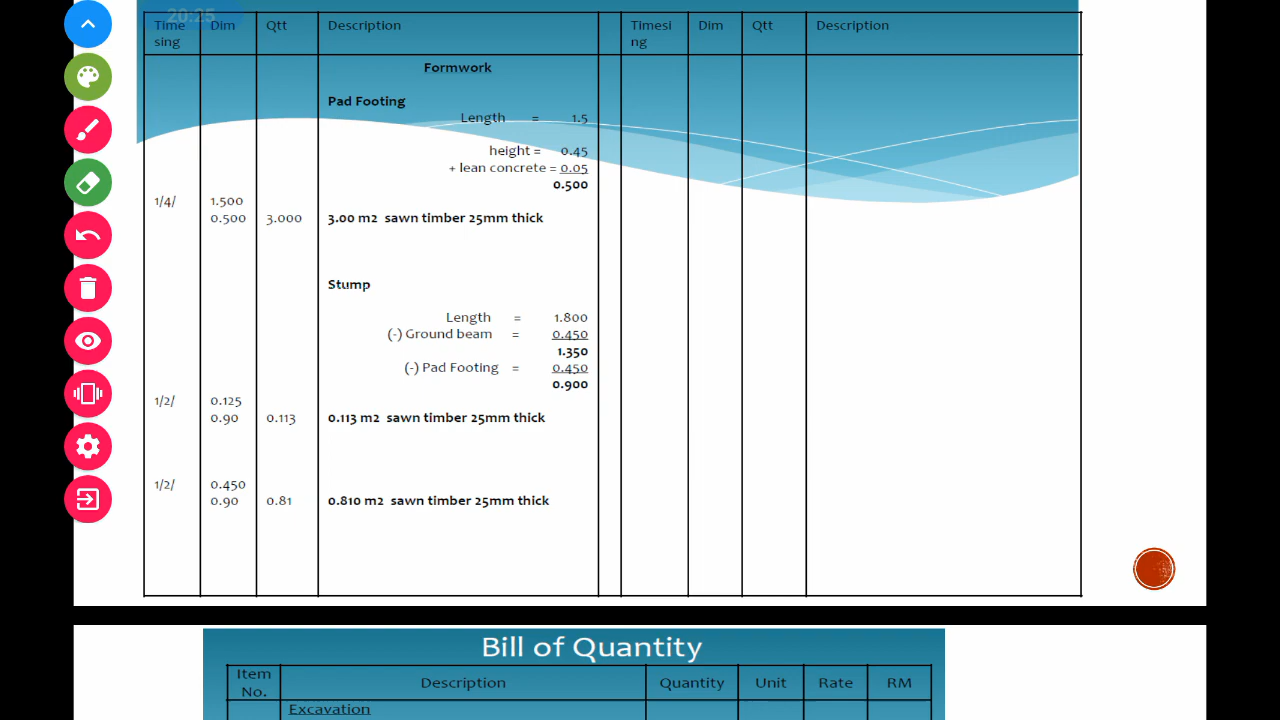 20:25
Time Dim Qtt Description Timesi Dim Qtt Description
sing ng
Formwork
Pad Footing
Length = 1.5
height = 0.45
+ lean concrete = 0.05
0.500
1/4/ 1.500
0.500 3.000 3.00 m2 sawn timber 25mm thick
Stump
Length = 1.800
(-) Ground beam = 0.450
1.350
(-) Pad Footing = 0.450
0.900
1/2/ 0.125
0.90 0.113 0.113 m2 sawn timber 25mm thick
1/2/ 0.450
0.90 0.81 0.810 m2 sawn timber 25mm thick
Bill of Quantity
Item Description Quantity Unit Rate RM
No.
Excavation